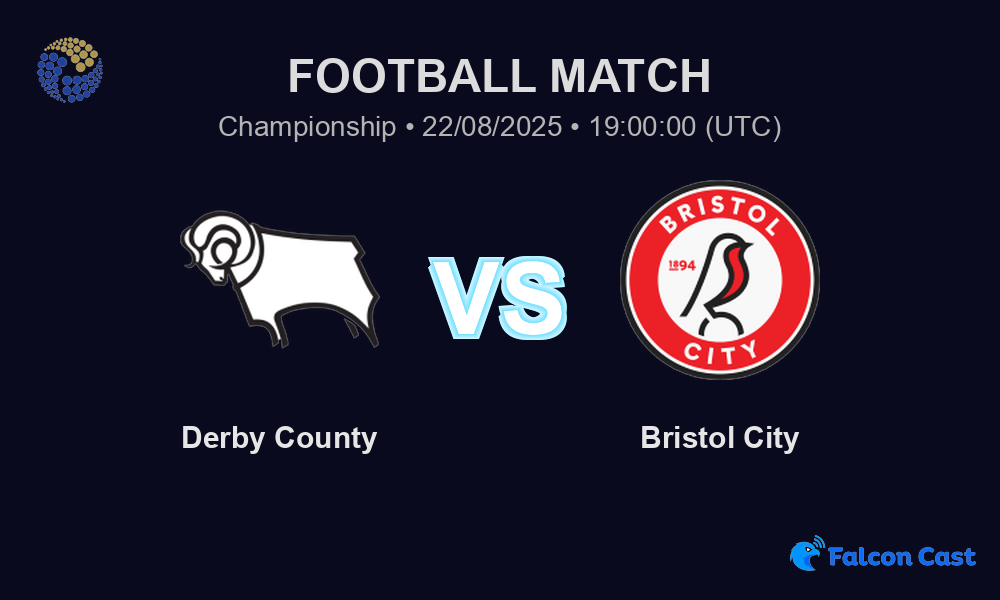 FOOTBALL MATCH
Championship • 22/08/2025 • 19:00:00 (UTC)
BRISTOL
1894
CITY
VS
Derby County
Bristol City
Falcon Cast